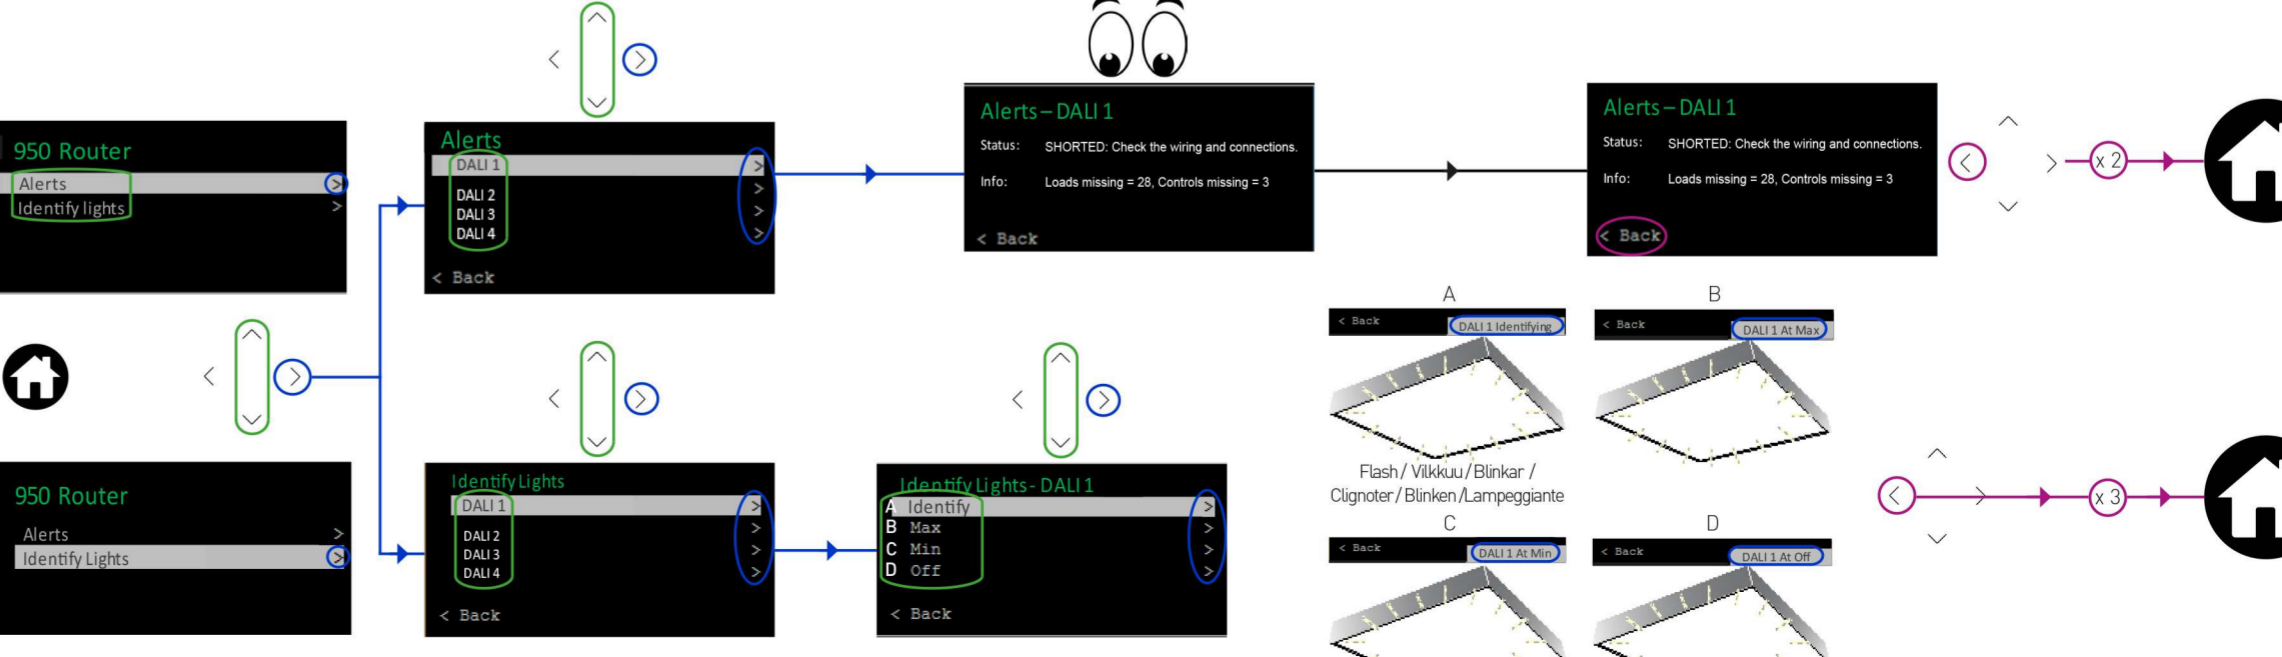 950 Router
Alerts >
Identify lights >
Alerts
DALI 1 >
DALI 2 >
DALI 3 >
DALI 4 >
< Back
Alerts – DALI 1
Status: SHORTED: Check the wiring and connections.
Info: Loads missing = 28, Controls missing = 3
< Back
Alerts – DALI 1
Status: SHORTED: Check the wiring and connections.
Info: Loads missing = 28, Controls missing = 3
< Back
x 2
950 Router
Alerts >
Identify Lights >
Identify Lights
DALI 1 >
DALI 2 >
DALI 3 >
DALI 4 >
< Back
Identify Lights - DALI 1
A Identify >
B Max >
C Min >
D Off >
< Back
A
< Back DALI 1 Identifying
Flash / Vilkkuu / Blinkar /
Clignoter / Blinken /Lampeggiante
B
< Back DALI 1 At Max
C
< Back DALI 1 At Min
D
< Back DALI 1 At Off
x 3